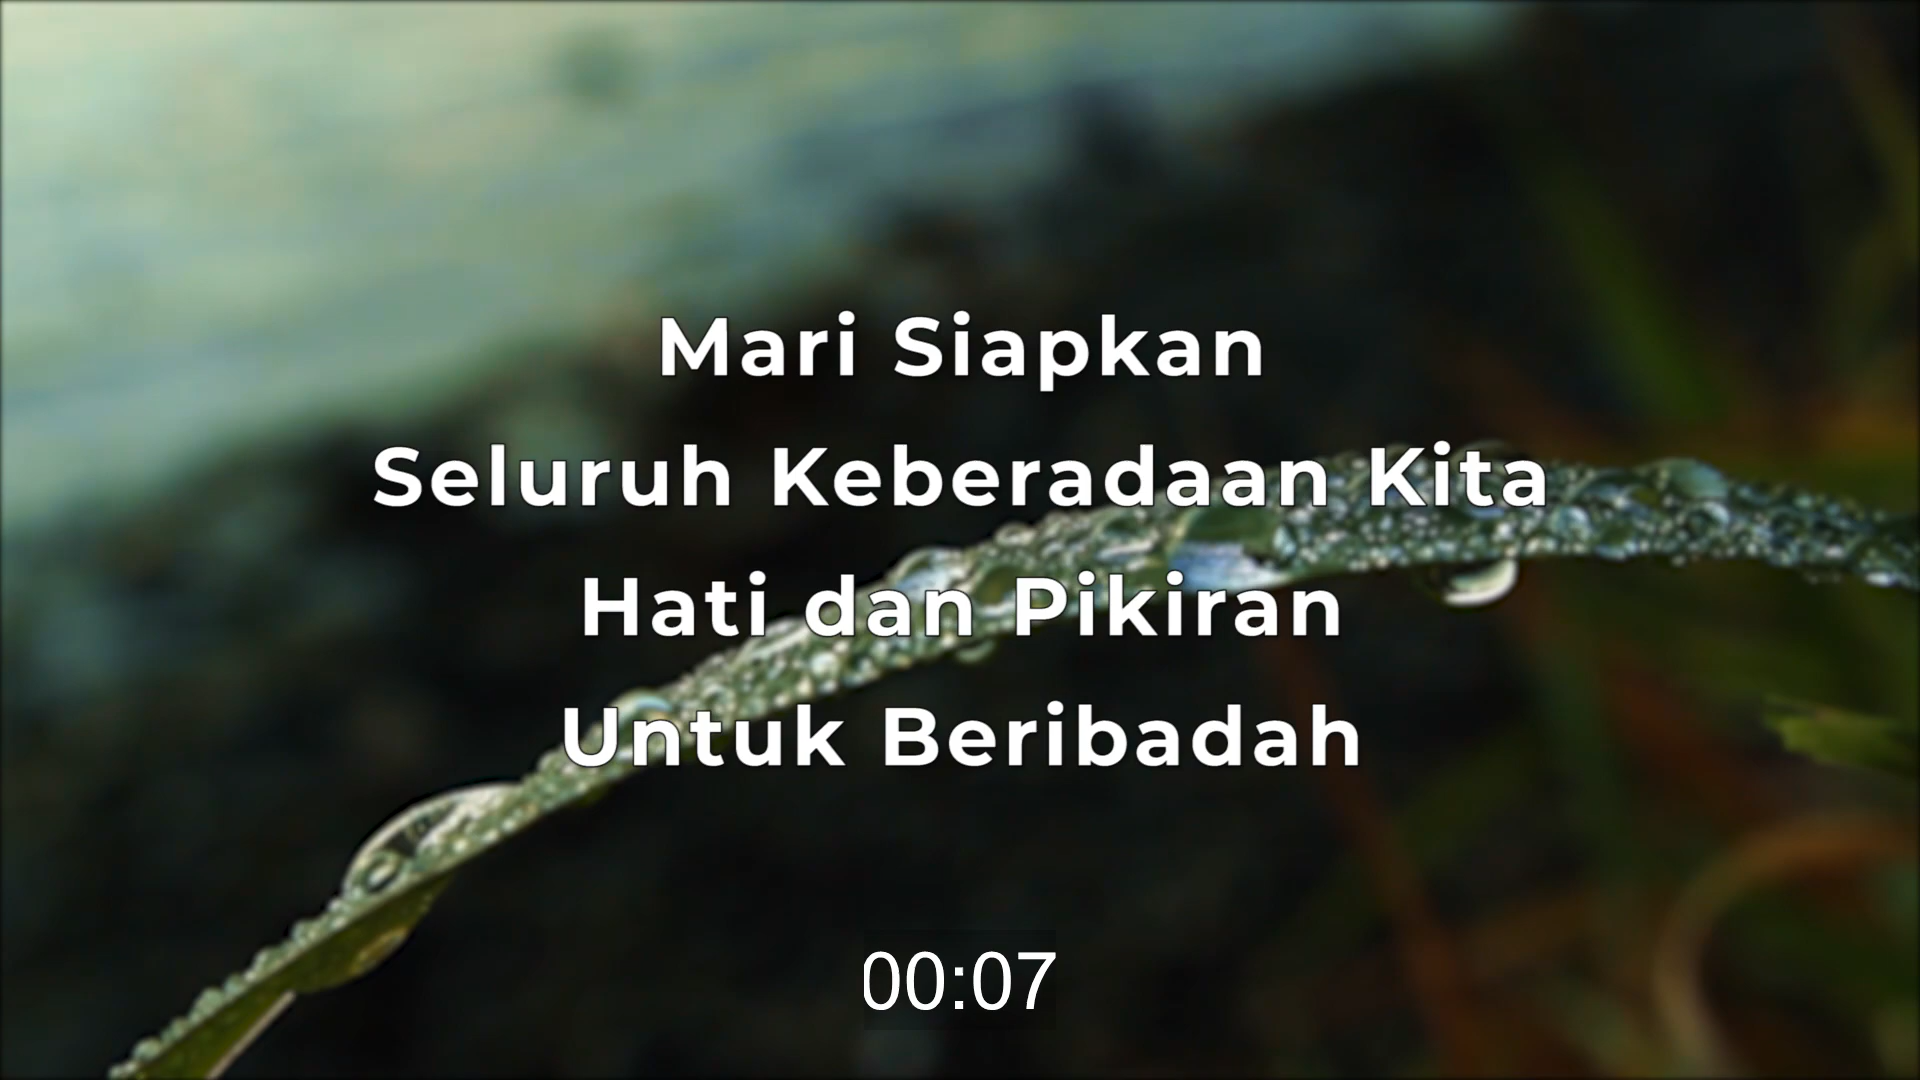 Mari Siapkan
Seluruh Keberadaan Kita
Hati dan Pikiran
Untuk Beribadah
00:07